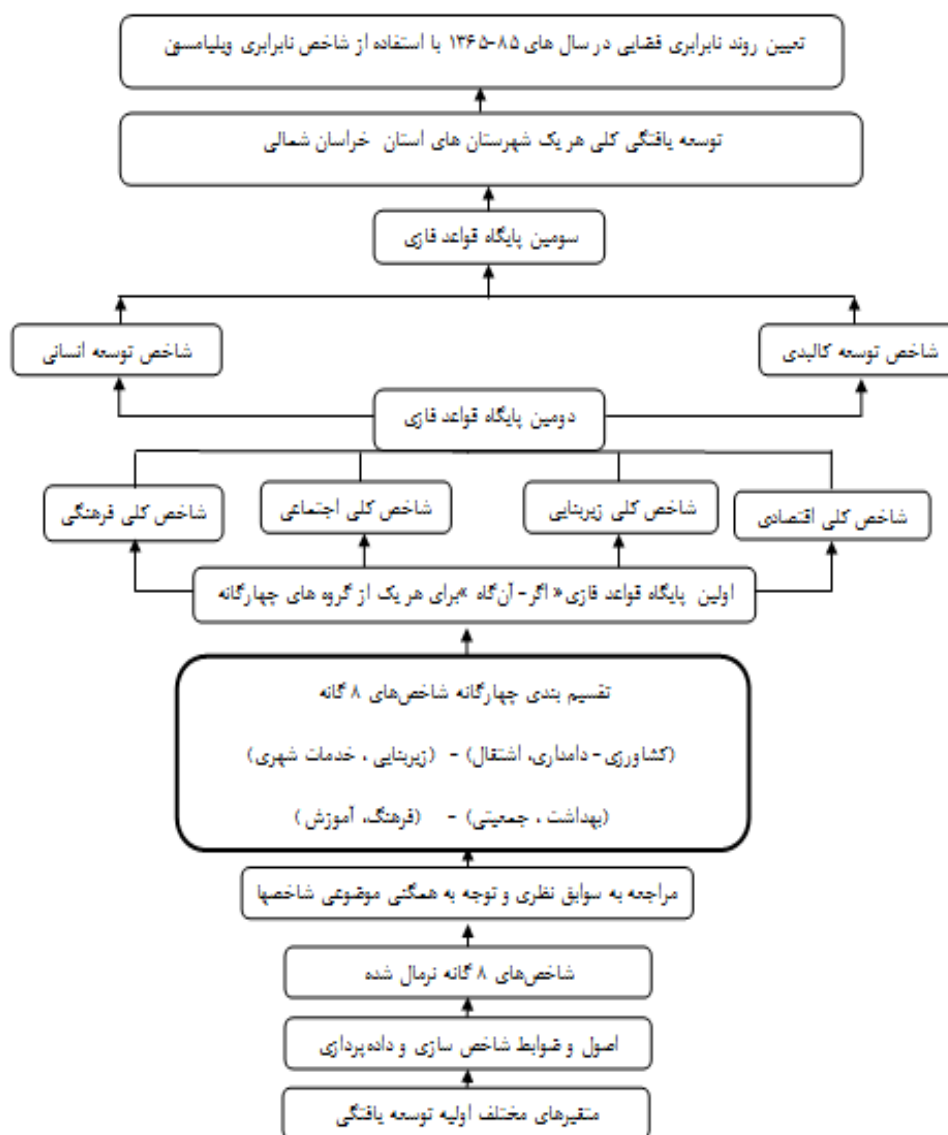 تعیین روند نابرابری فضایی در سال های ۸۵-۱۳۶۵ با استفاده از شاخص نابرابری ویلیامسون
توسعه یافتگی کلی هر یک شهرستان های استان خراسان شمالی
سومین پایگاه قواعد فازی
شاخص توسعه کالبدی
شاخص توسعه انسانی
دومین پایگاه قواعد فازی
شاخص کلی اقتصادی
شاخص کلی زیربنایی
شاخص کلی اجتماعی
شاخص کلی فرهنگی
اولین پایگاه قواعد فازی« اگر- آن‌گاه »برای هر یک از گروه های چهارگانه
تقسیم بندی چهارگانه شاخص‌های ۸ گانه
(کشاورزی- دامداری، اشتغال) - (زیربنایی ، خدمات شهری)
(بهداشت ، جمعیتی) - (فرهنگ، آموزش )
مراجعه به سوابق نظری و توجه به همگنی موضوعی شاخصها
شاخص‌های ۸ گانه نرمال شده
اصول و ضوابط شاخص سازی و داده‌پردازی
متغیرهای مختلف اولیه توسعه یافتگی